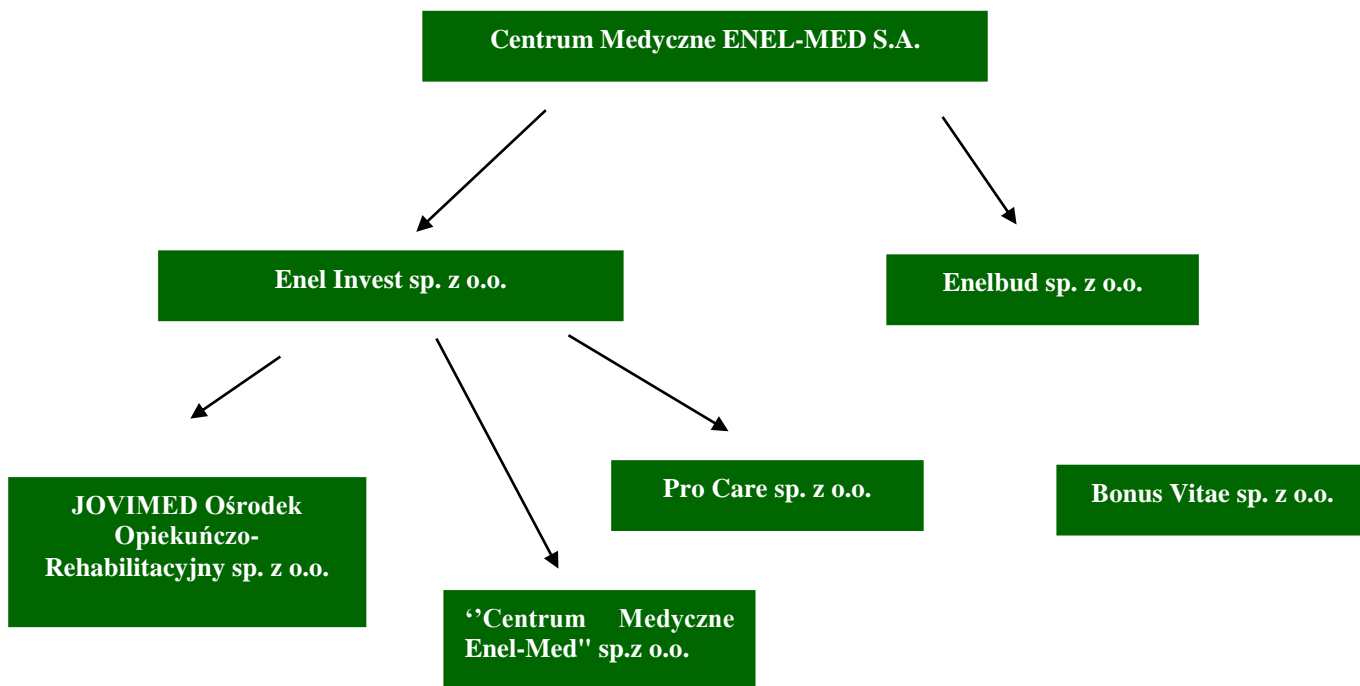 Centrum Medyczne ENEL-MED S.A.
Enel Invest sp. z o.o.
Enelbud sp. z o.o.
JOVIMED Ośrodek
Opiekuńczo-
Rehabilitacyjny sp. z o.o.
Pro Care sp. z o.o.
Bonus Vitae sp. z o.o.
‘’Centrum Medyczne
Enel-Med" sp.z o.o.